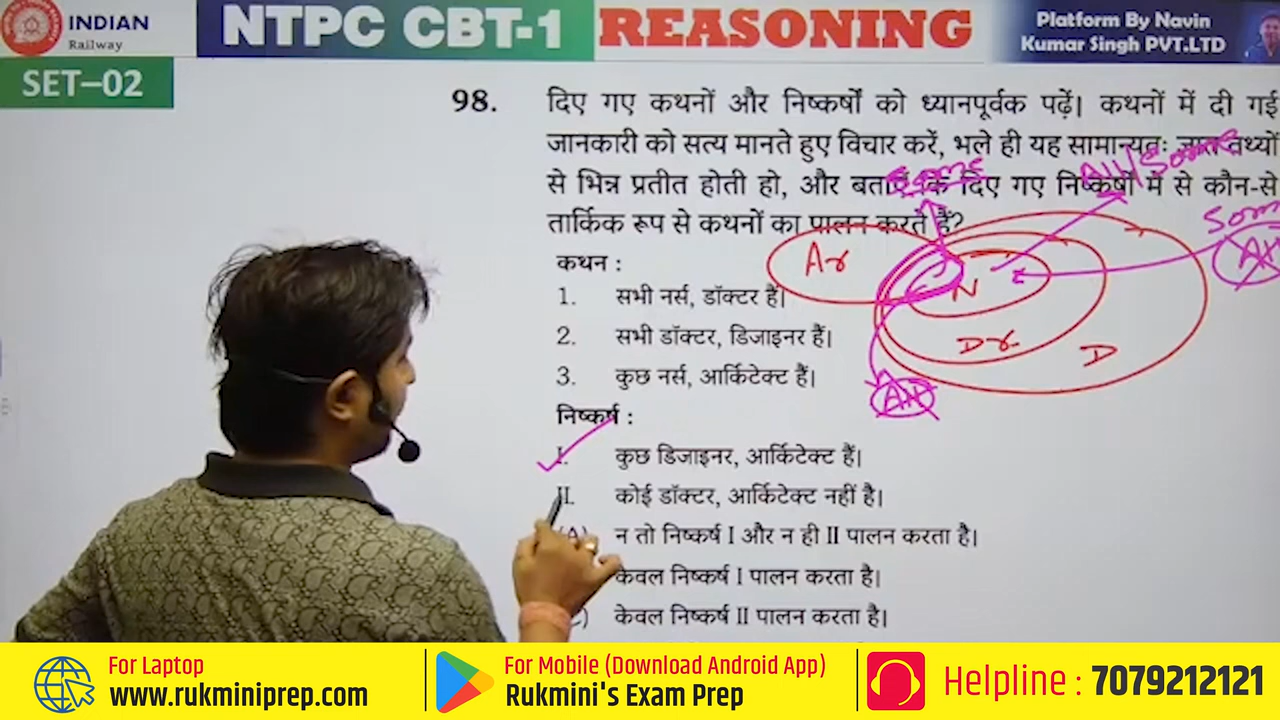 INDIAN
Railway
NTPC CBT-1
REASONING
Platform By Navin
Kumar Singh PVT.LTD
SET–02
98. दिए गए कथनों और निष्कर्षों को ध्यानपूर्वक पढ़ें। कथनों में दी गई
जानकारी को सत्य मानते हुए विचार करें, भले ही यह सामान्यतः ज्ञात तथ्यों
से भिन्न प्रतीत होती हो, और बताएं कि दिए गए निष्कर्षों में से कौन-से
तार्किक रूप से कथनों का पालन करते हैं?
Some
All/Some
Som
Ar
N
Dr
D
All
कथन :
1. सभी नर्स, डॉक्टर हैं।
2. सभी डॉक्टर, डिजाइनर हैं।
3. कुछ नर्स, आर्किटेक्ट हैं।
निष्कर्ष :
I. कुछ डिजाइनर, आर्किटेक्ट हैं।
II. कोई डॉक्टर, आर्किटेक्ट नहीं है।
(A) न तो निष्कर्ष I और न ही II पालन करता है।
केवल निष्कर्ष I पालन करता है।
केवल निष्कर्ष II पालन करता है।
For Laptop
www.rukminiprep.com
For Mobile (Download Android App)
Rukmini's Exam Prep
Helpline : 7079212121